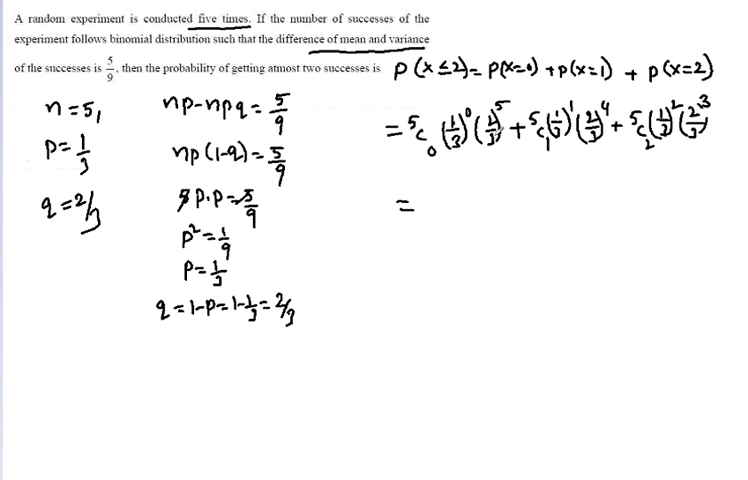 A random experiment is conducted five times. If the number of successes of the
experiment follows binomial distribution such that the difference of mean and variance
of the successes is 5/9, then the probability of getting atmost two successes is
P(x≤2) = P(x=0) + P(x=1) + P(x=2)
= ⁵C₀ (1/3)⁰ (2/3)⁵ + ⁵C₁ (1/3)¹ (2/3)⁴ + ⁵C₂ (1/3)² (2/3)³
=
n = 5,
P = 1/3
q = 2/3
np - npq = 5/9
np(1-q) = 5/9
5P.P = 5/9
P² = 1/9
P = 1/3
q = 1-P = 1-1/3 = 2/3